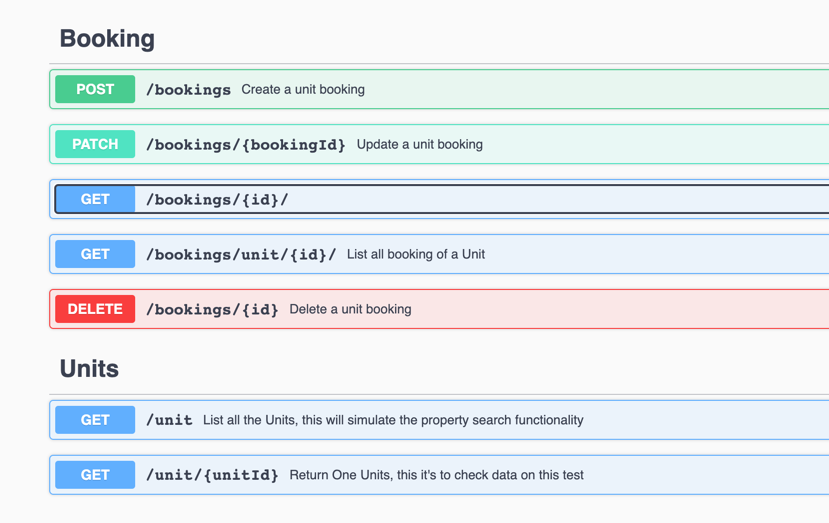 Booking
POST /bookings Create a unit booking
PATCH /bookings/{bookingId} Update a unit booking
GET /bookings/{id}/
GET /bookings/unit/{id}/ List all booking of a Unit
DELETE /bookings/{id} Delete a unit booking
Units
GET /unit List all the Units, this will simulate the property search functionality
GET /unit/{unitId} Return One Units, this it's to check data on this test